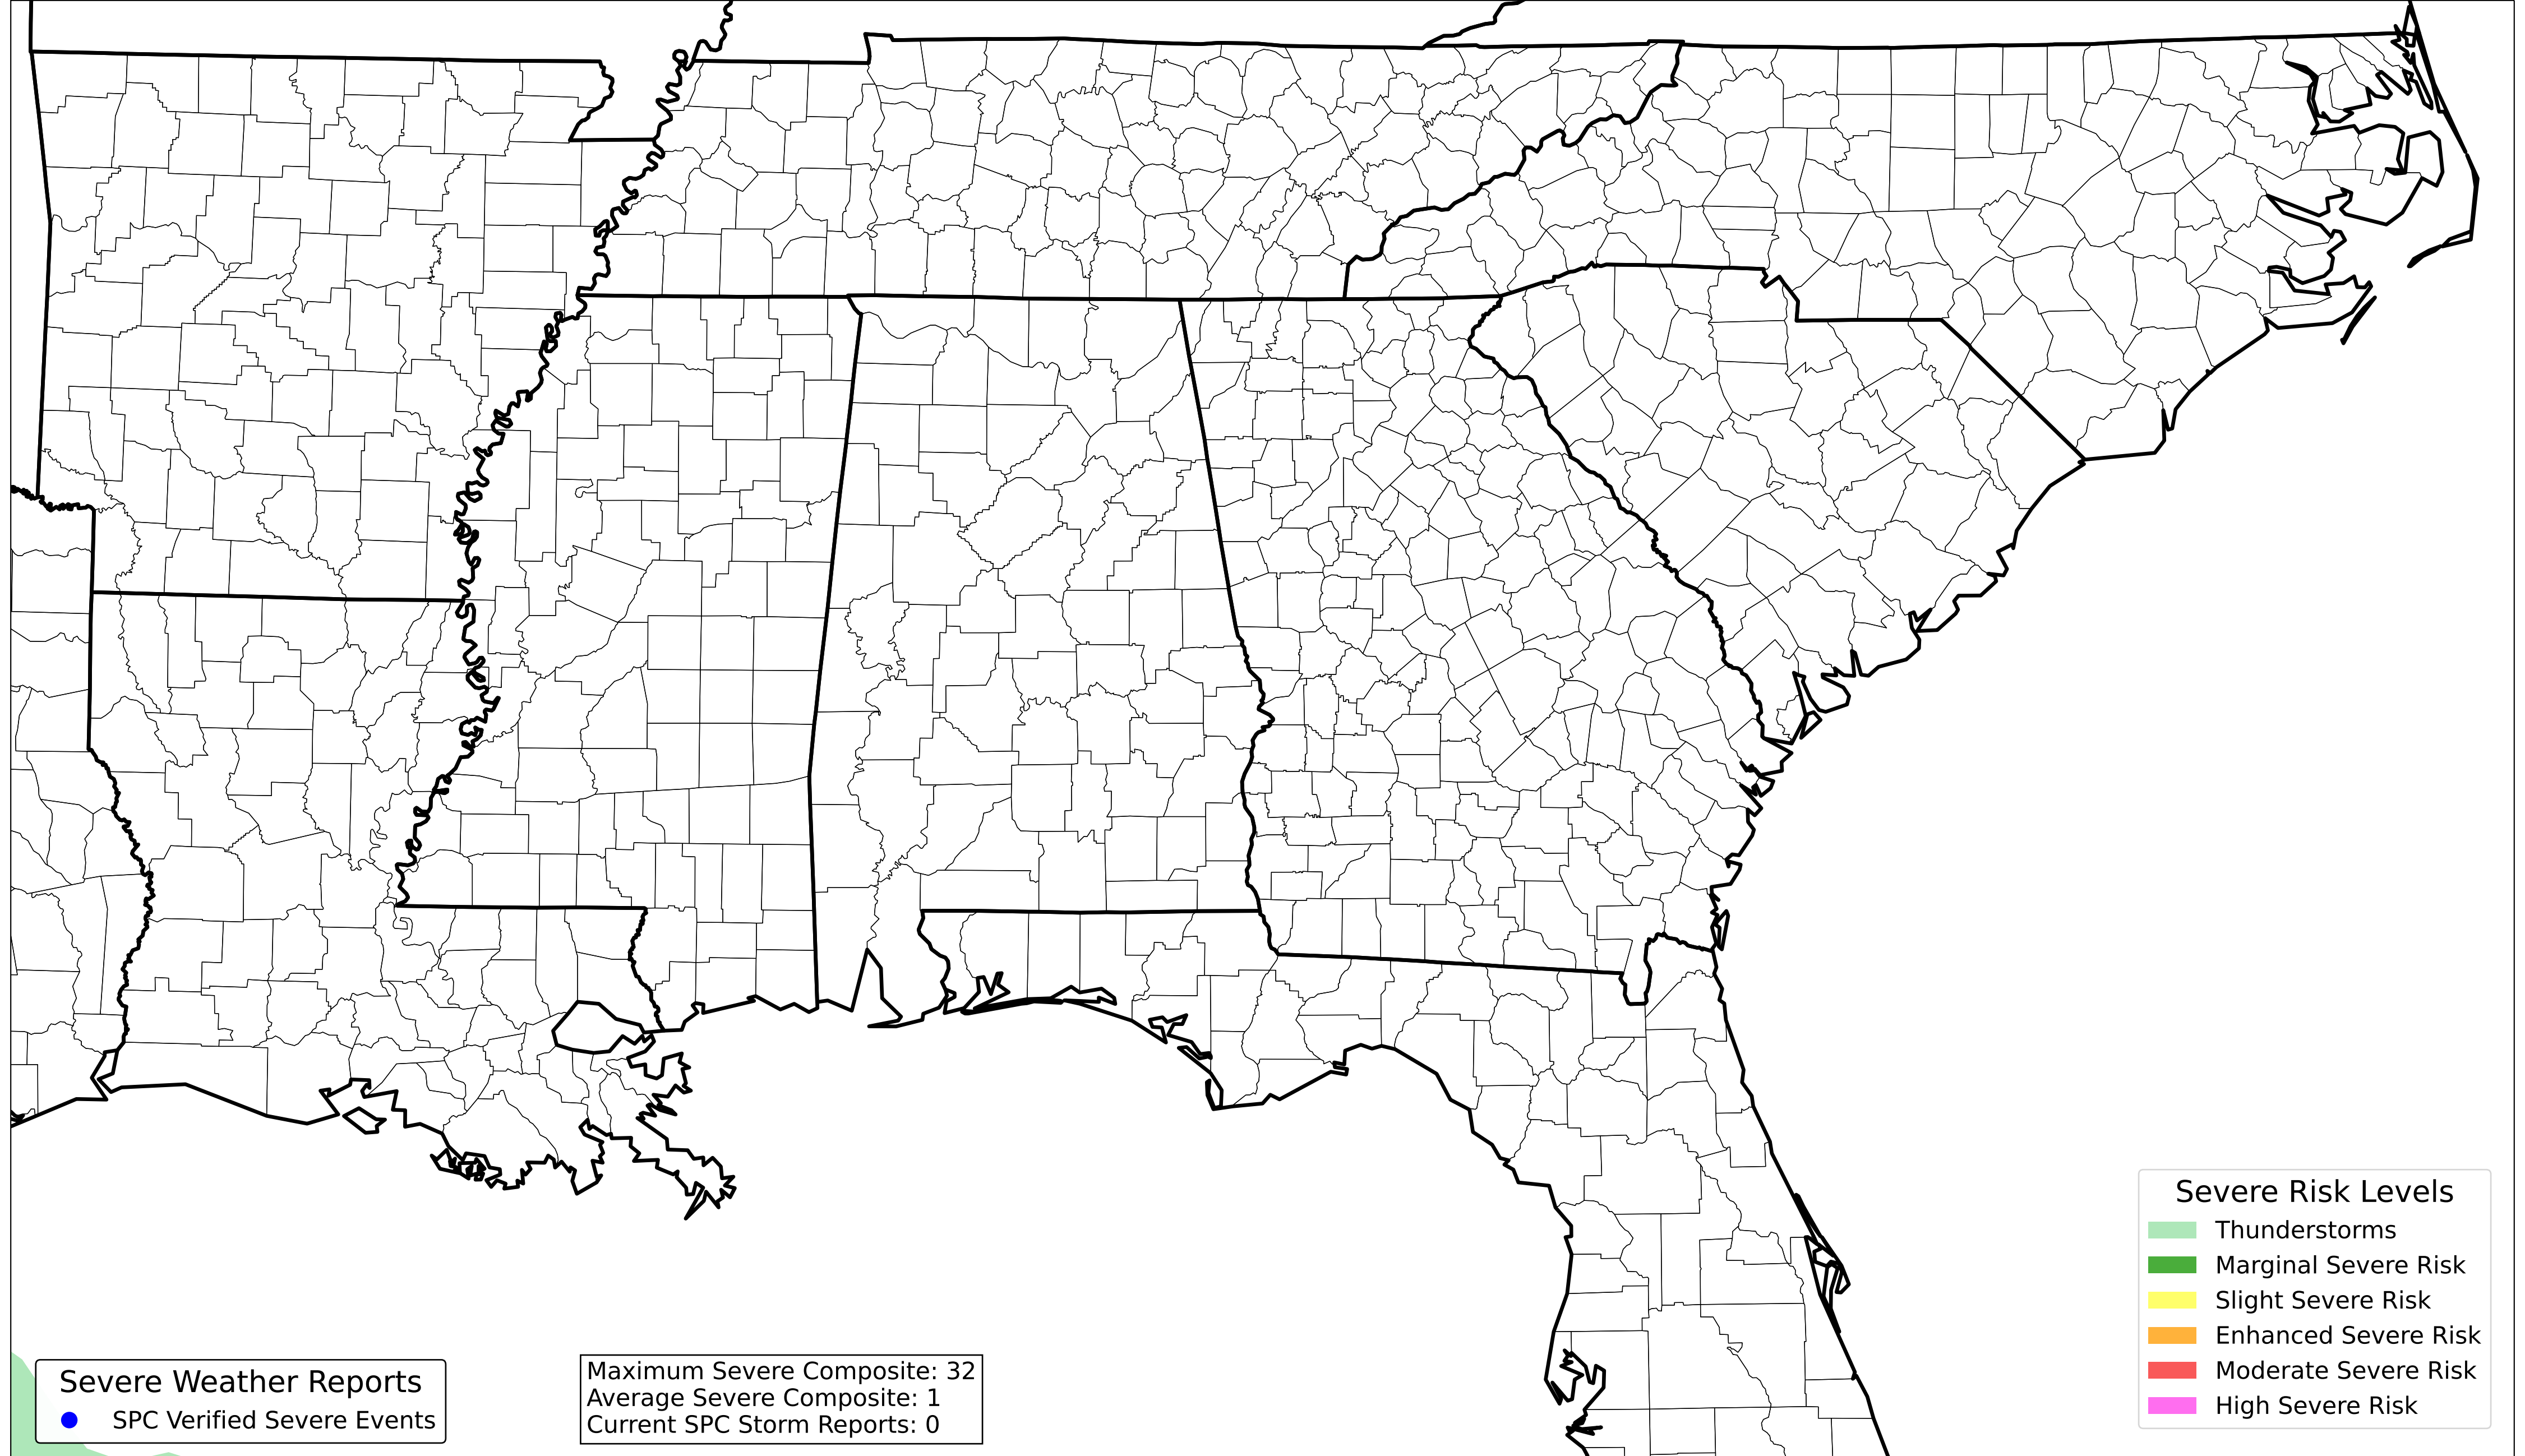 Severe Weather Reports
SPC Verified Severe Events
Maximum Severe Composite: 32
Average Severe Composite: 1
Current SPC Storm Reports: 0
Severe Risk Levels
Thunderstorms
Marginal Severe Risk
Slight Severe Risk
Enhanced Severe Risk
Moderate Severe Risk
High Severe Risk